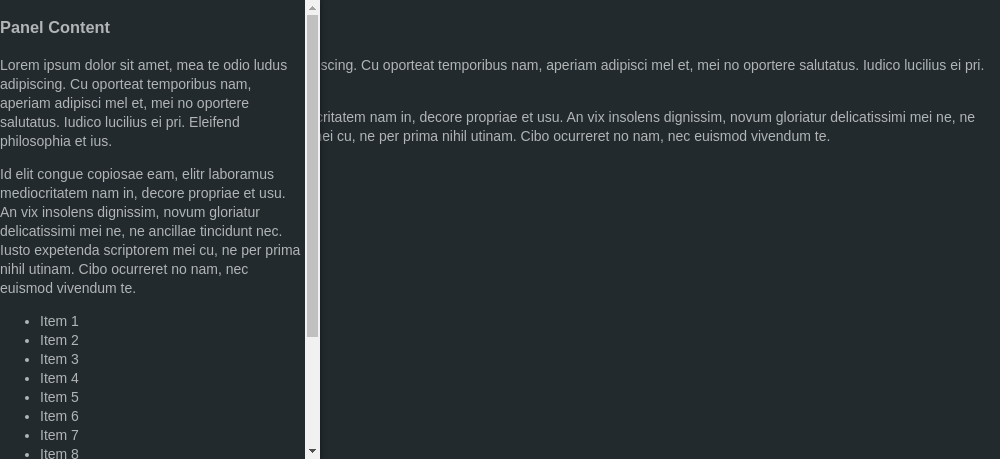 Panel Content
Lorem ipsum dolor sit amet, mea te odio ludus
adipiscing. Cu oporteat temporibus nam,
aperiam adipisci mel et, mei no oportere
salutatus. Iudico lucilius ei pri. Eleifend
philosophia et ius.
Id elit congue copiosae eam, elitr laboramus
mediocritatem nam in, decore propriae et usu.
An vix insolens dignissim, novum gloriatur
delicatissimi mei ne, ne ancillae tincidunt nec.
Iusto expetenda scriptorem mei cu, ne per prima
nihil utinam. Cibo ocurreret no nam, nec
euismod vivendum te.
• Item 1
• Item 2
• Item 3
• Item 4
• Item 5
• Item 6
• Item 7
• Item 8
scing. Cu oporteat temporibus nam, aperiam adipisci mel et, mei no oportere salutatus. Iudico lucilius ei pri.
critatem nam in, decore propriae et usu. An vix insolens dignissim, novum gloriatur delicatissimi mei ne, ne
ei cu, ne per prima nihil utinam. Cibo ocurreret no nam, nec euismod vivendum te.